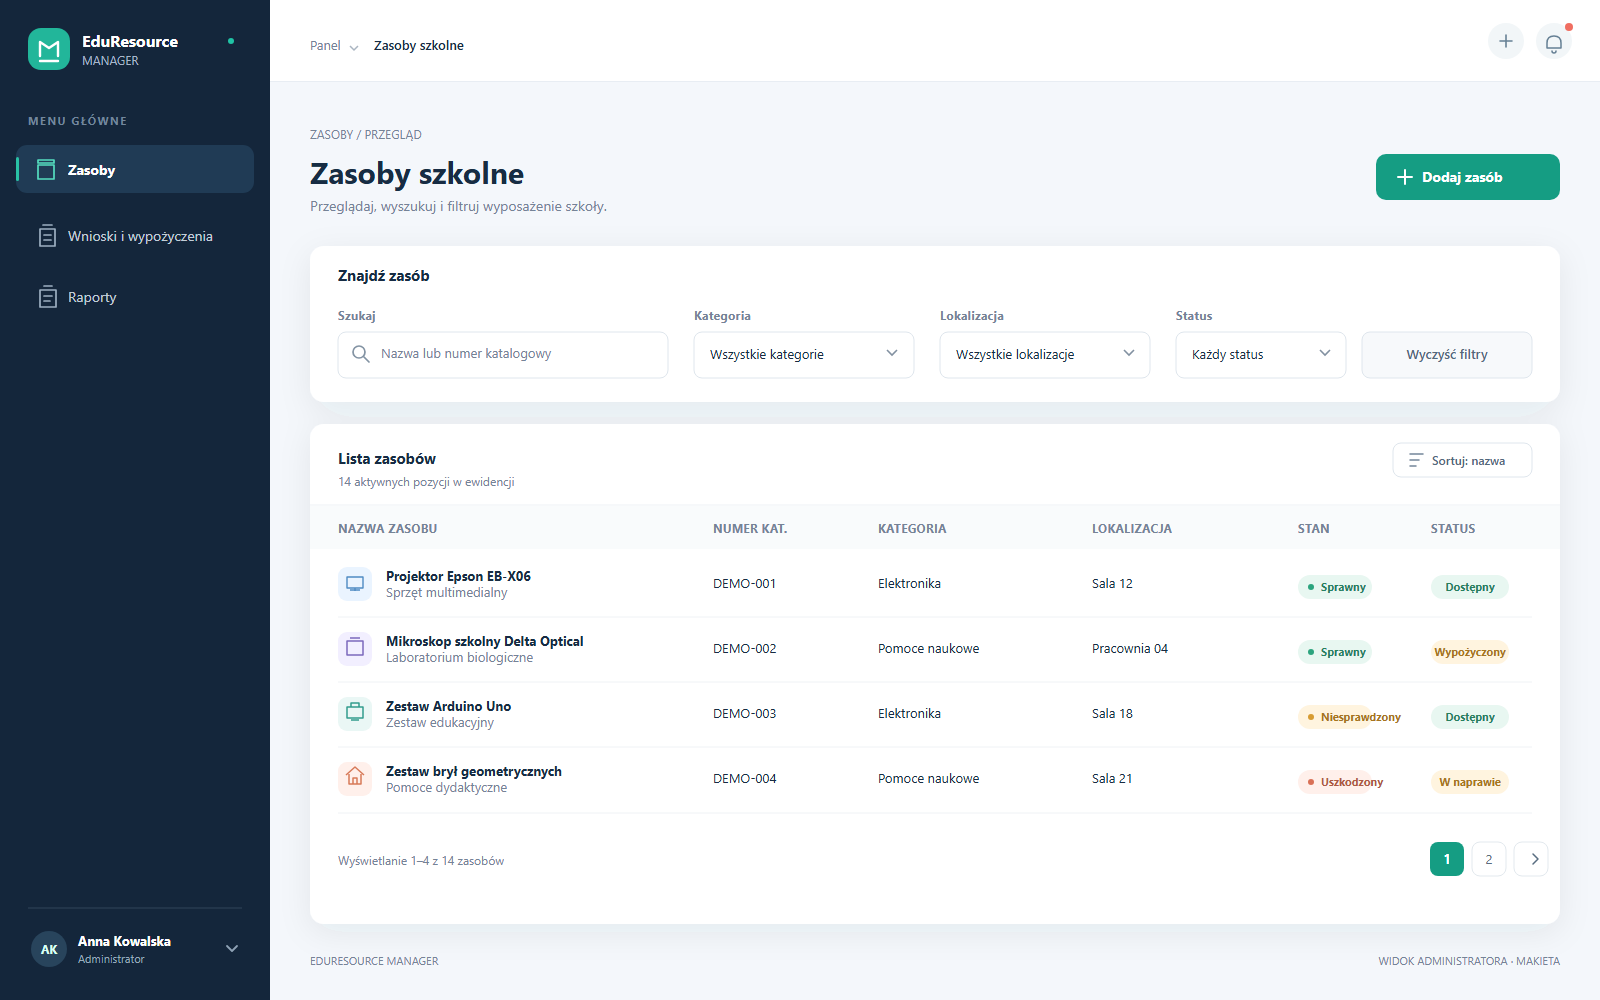 EduResource
MANAGER
MENU GŁÓWNE
Zasoby
Wnioski i wypożyczenia
Raporty
AK
Anna Kowalska
Administrator
Panel
Zasoby szkolne
ZASOBY / PRZEGLĄD
Zasoby szkolne
Przeglądaj, wyszukuj i filtruj wyposażenie szkoły.
Dodaj zasób
Znajdź zasób
Szukaj
Kategoria
Lokalizacja
Status
Nazwa lub numer katalogowy
Wszystkie kategorie
Wszystkie lokalizacje
Każdy status
Wyczyść filtry
Lista zasobów
14 aktywnych pozycji w ewidencji
Sortuj: nazwa
NAZWA ZASOBU NUMER KAT. KATEGORIA LOKALIZACJA STAN STATUS
Projektor Epson EB-X06
Sprzęt multimedialny
DEMO-001 Elektronika Sala 12 Sprawny Dostępny
Mikroskop szkolny Delta Optical
Laboratorium biologiczne
DEMO-002 Pomoce naukowe Pracownia 04 Sprawny Wypożyczony
Zestaw Arduino Uno
Zestaw edukacyjny
DEMO-003 Elektronika Sala 18 Niesprawdzony Dostępny
Zestaw brył geometrycznych
Pomoce dydaktyczne
DEMO-004 Pomoce naukowe Sala 21 Uszkodzony W naprawie
Wyświetlanie 1–4 z 14 zasobów
1 2
EDURESOURCE MANAGER
WIDOK ADMINISTRATORA · MAKIETA